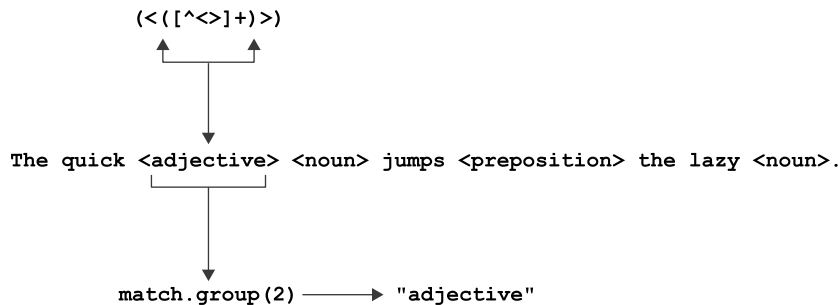 (<([^<>]+)>)
The quick <adjective> <noun> jumps <preposition> the lazy <noun>.
match.group(2) "adjective"